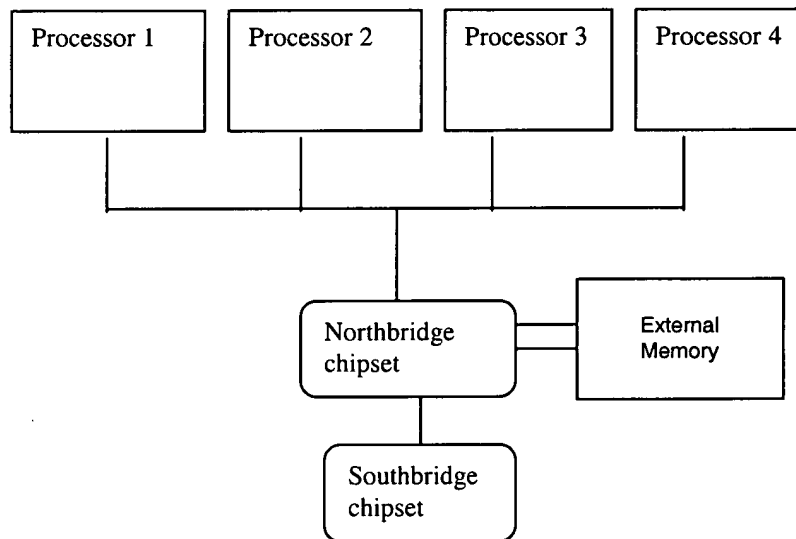 Processor 1
Processor 2
Processor 3
Processor 4
Northbridge
chipset
External
Memory
Southbridge
chipset